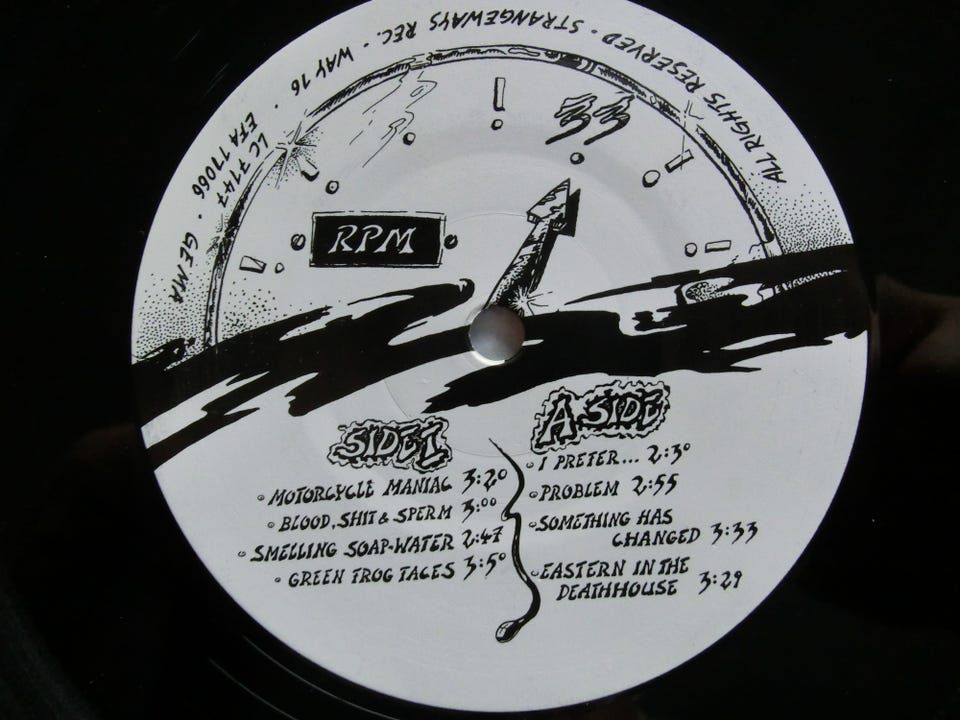 ALL RIGHTS RESERVED · STRANGEWAYS REC. · WAY 16 · EFA 17066 · GEMA
LC 7147
33
RPM
SIDE 1
MOTORCYCLE MANIAC 3:20
BLOOD, SHIT & SPERM 3:00
SMELLING SOAP-WATER 2:47
GREEN FROG FACES 3:50
A SIDE
I PREFER... 2:30
PROBLEM 2:55
SOMETHING HAS
CHANGED 3:33
EASTERN IN THE
DEATHHOUSE 3:29